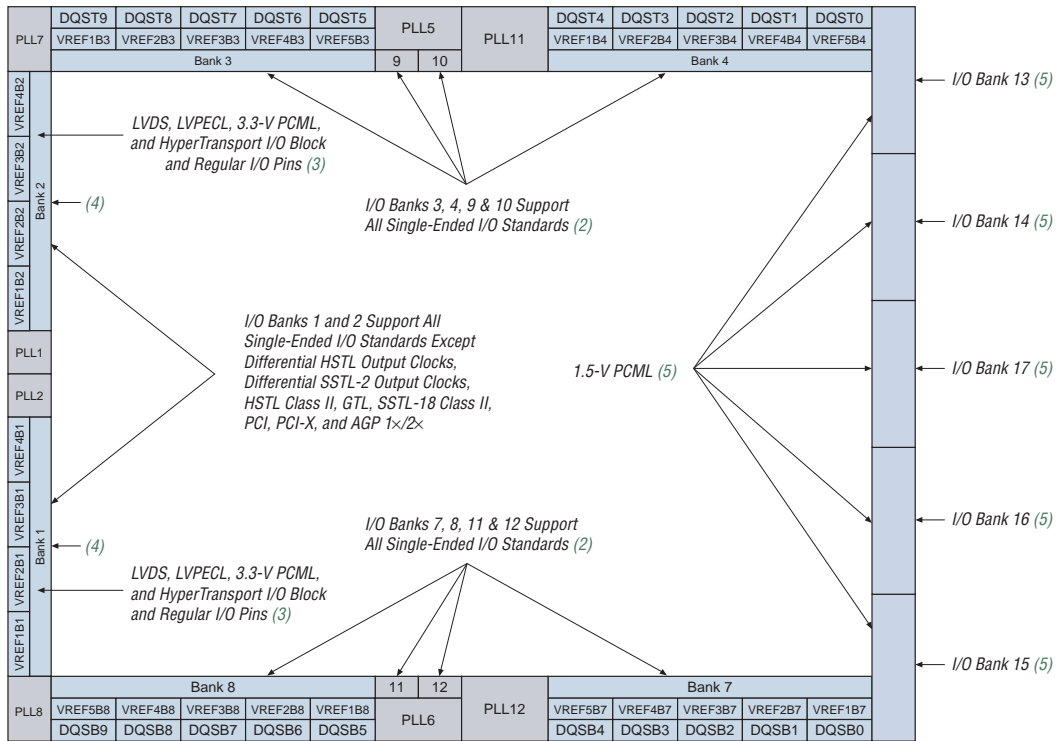 DQST9 DQST8 DQST7 DQST6 DQST5 DQST4 DQST3 DQST2 DQST1 DQST0
PLL7 PLL5 PLL11
VREF1B3 VREF2B3 VREF3B3 VREF4B3 VREF5B3 VREF1B4 VREF2B4 VREF3B4 VREF4B4 VREF5B4
Bank 3 9 10 Bank 4
I/O Bank 13 (5)
VREF4B2
VREF3B2
VREF2B2
VREF1B2
Bank 2
LVDS, LVPECL, 3.3-V PCML,
and HyperTransport I/O Block
and Regular I/O Pins (3)
(4)
I/O Banks 3, 4, 9 & 10 Support
All Single-Ended I/O Standards (2)
I/O Bank 14 (5)
I/O Banks 1 and 2 Support All
Single-Ended I/O Standards Except
Differential HSTL Output Clocks,
Differential SSTL-2 Output Clocks,
HSTL Class II, GTL, SSTL-18 Class II,
PCI, PCI-X, and AGP 1×/2×
PLL1
PLL2
1.5-V PCML (5)
I/O Bank 17 (5)
VREF4B1
VREF3B1
VREF2B1
VREF1B1
Bank 1
(4)
I/O Banks 7, 8, 11 & 12 Support
All Single-Ended I/O Standards (2)
I/O Bank 16 (5)
LVDS, LVPECL, 3.3-V PCML,
and HyperTransport I/O Block
and Regular I/O Pins (3)
I/O Bank 15 (5)
Bank 8 11 12 Bank 7
PLL8 PLL6 PLL12
VREF5B8 VREF4B8 VREF3B8 VREF2B8 VREF1B8 VREF5B7 VREF4B7 VREF3B7 VREF2B7 VREF1B7
DQSB9 DQSB8 DQSB7 DQSB6 DQSB5 DQSB4 DQSB3 DQSB2 DQSB1 DQSB0